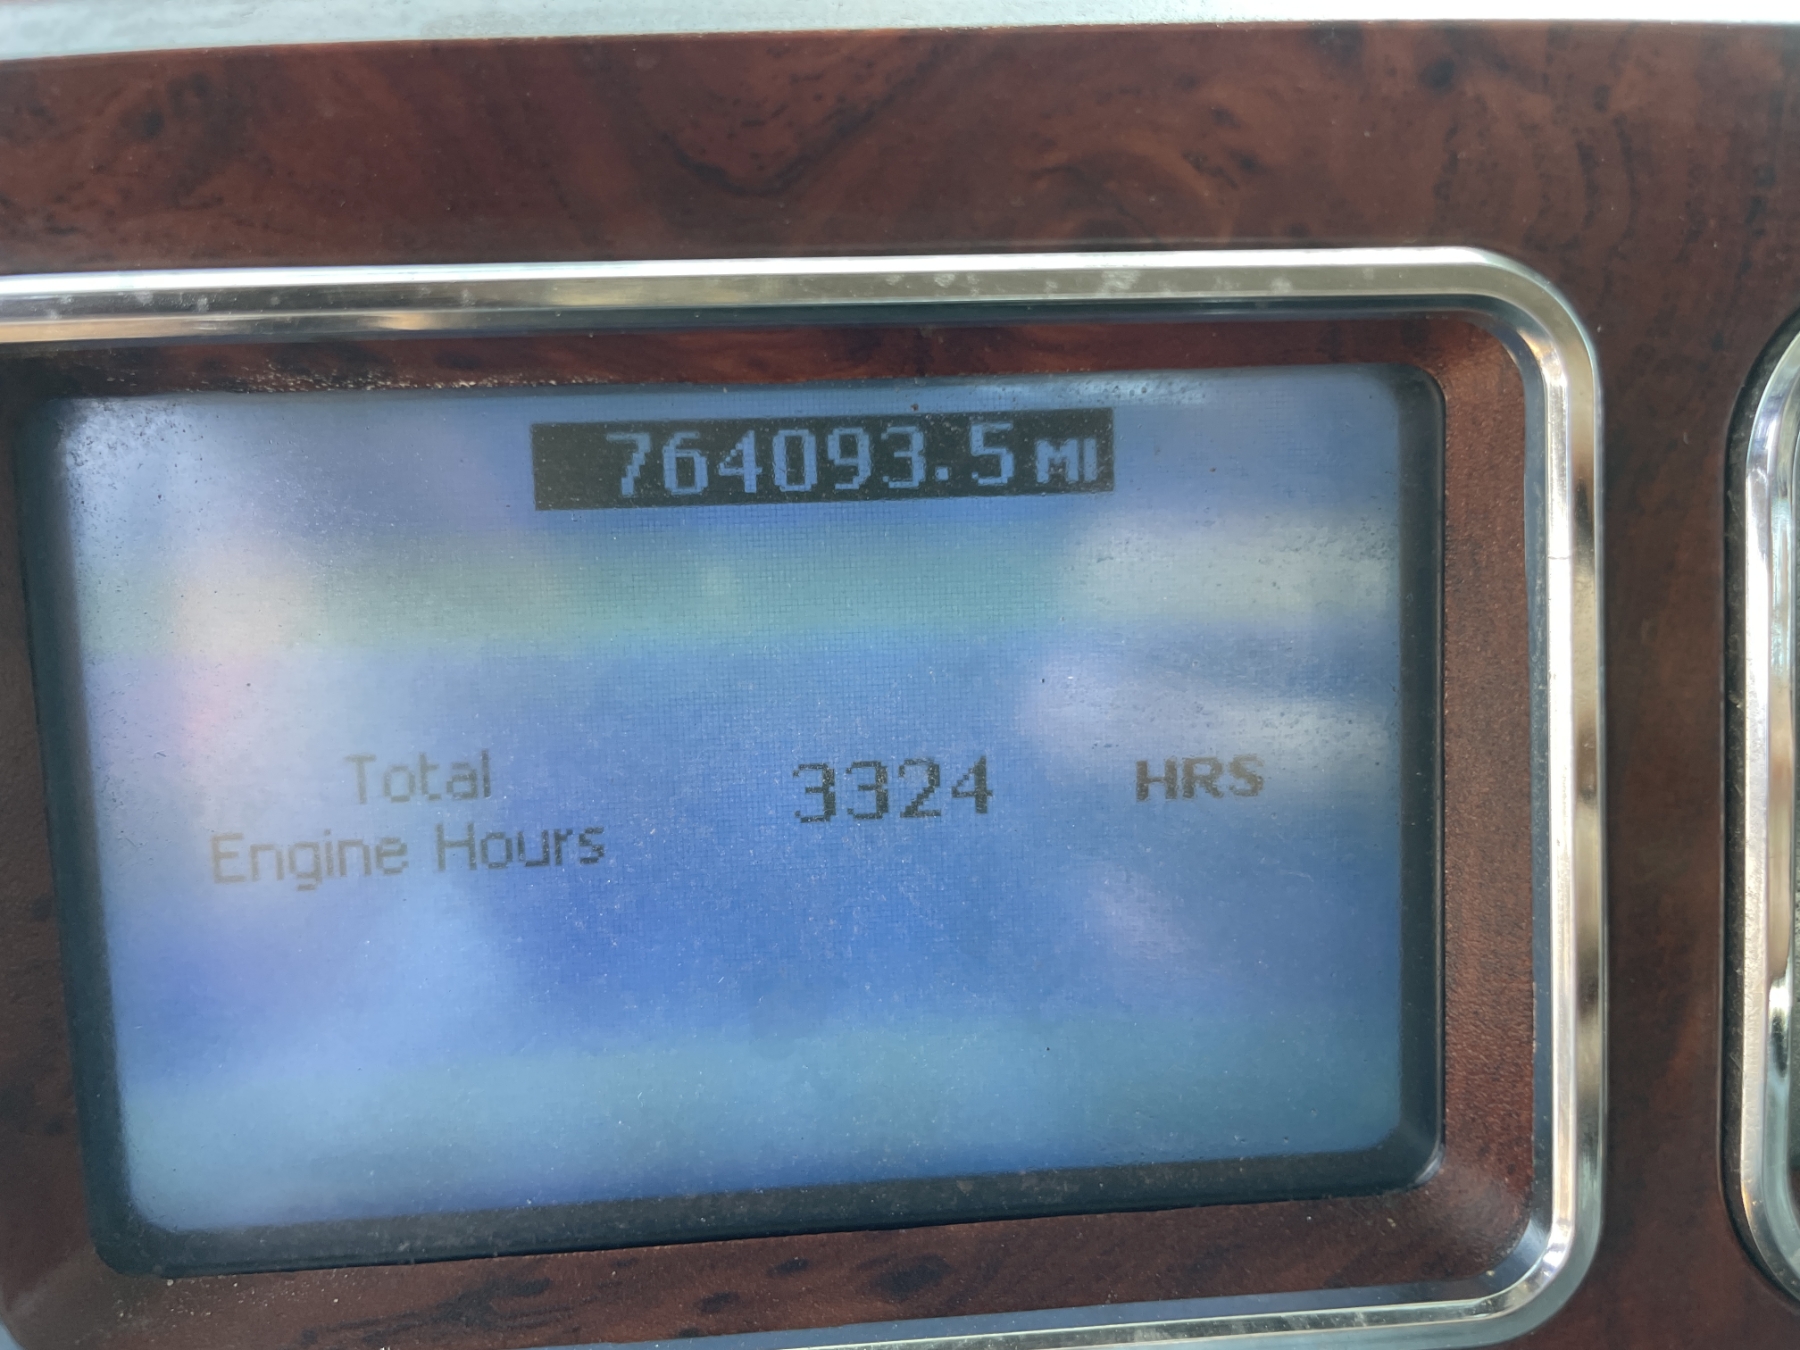 764093.5 MI
Total
Engine Hours 3324 HRS